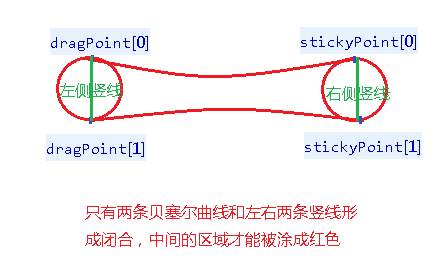 dragPoint[0]
stickyPoint[0]
左侧竖线
右侧竖线
dragPoint[1]
stickyPoint[1]
只有两条贝塞尔曲线和左右两条竖线形
成闭合，中间的区域才能被涂成红色